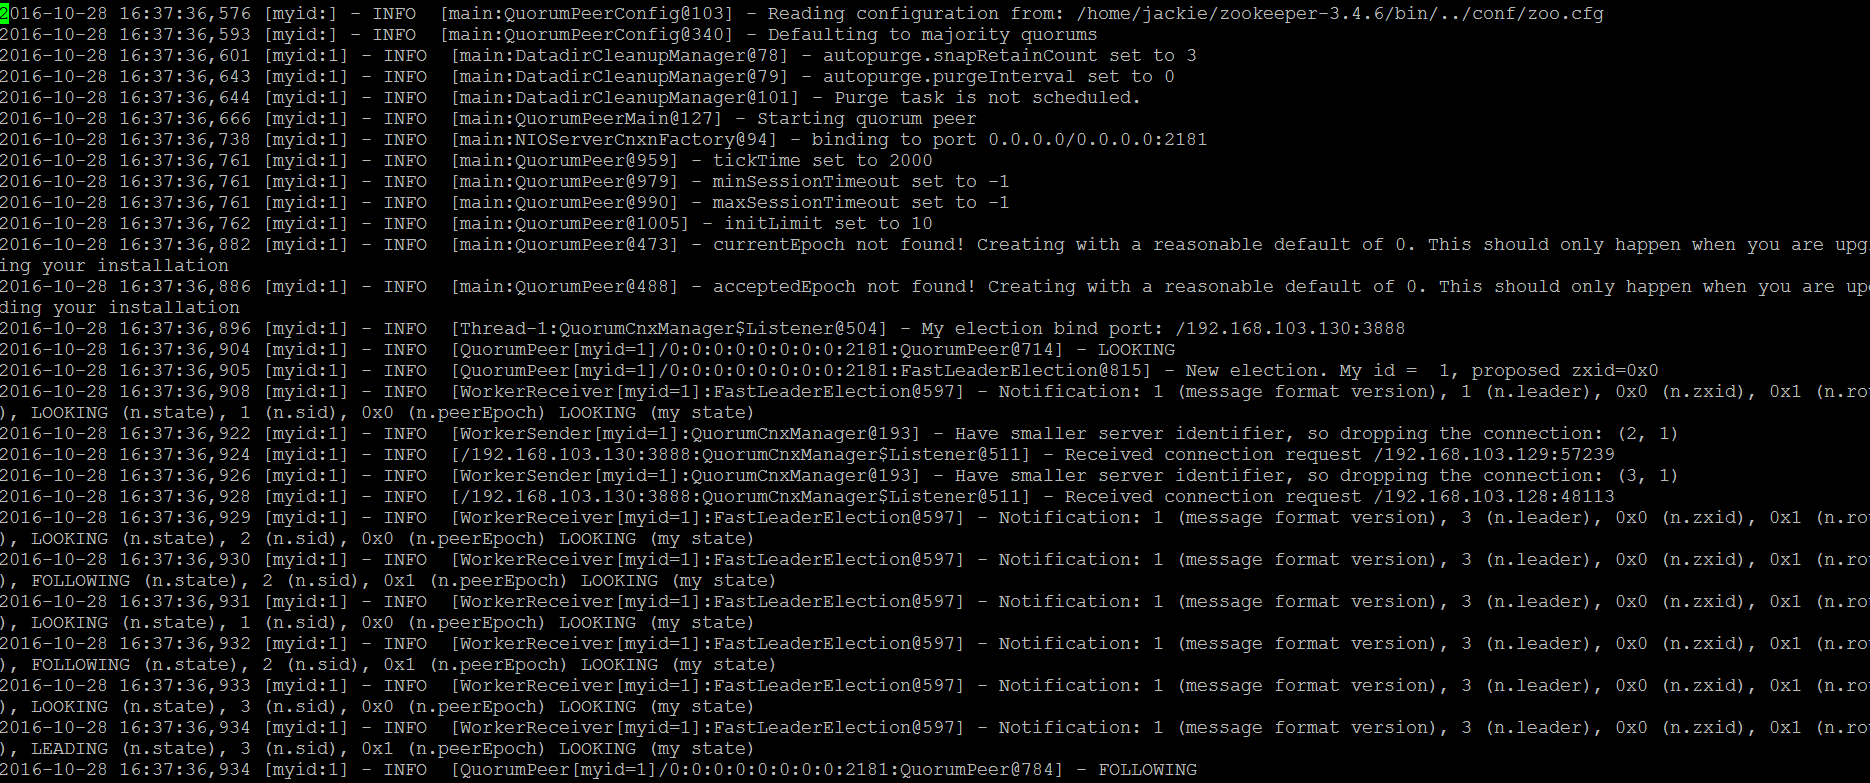 2016-10-28 16:37:36,576 [myid:] - INFO  [main:QuorumPeerConfig@103] - Reading configuration from: /home/jackie/zookeeper-3.4.6/bin/../conf/zoo.cfg
2016-10-28 16:37:36,593 [myid:] - INFO  [main:QuorumPeerConfig@340] - Defaulting to majority quorums
2016-10-28 16:37:36,601 [myid:1] - INFO  [main:DatadirCleanupManager@78] - autopurge.snapRetainCount set to 3
2016-10-28 16:37:36,643 [myid:1] - INFO  [main:DatadirCleanupManager@79] - autopurge.purgeInterval set to 0
2016-10-28 16:37:36,644 [myid:1] - INFO  [main:DatadirCleanupManager@101] - Purge task is not scheduled.
2016-10-28 16:37:36,666 [myid:1] - INFO  [main:QuorumPeerMain@127] - Starting quorum peer
2016-10-28 16:37:36,738 [myid:1] - INFO  [main:NIOServerCnxnFactory@94] - binding to port 0.0.0.0/0.0.0.0:2181
2016-10-28 16:37:36,761 [myid:1] - INFO  [main:QuorumPeer@959] - tickTime set to 2000
2016-10-28 16:37:36,761 [myid:1] - INFO  [main:QuorumPeer@979] - minSessionTimeout set to -1
2016-10-28 16:37:36,761 [myid:1] - INFO  [main:QuorumPeer@990] - maxSessionTimeout set to -1
2016-10-28 16:37:36,762 [myid:1] - INFO  [main:QuorumPeer@1005] - initLimit set to 10
2016-10-28 16:37:36,882 [myid:1] - INFO  [main:QuorumPeer@473] - currentEpoch not found! Creating with a reasonable default of 0. This should only happen when you are upg
ing your installation
2016-10-28 16:37:36,886 [myid:1] - INFO  [main:QuorumPeer@488] - acceptedEpoch not found! Creating with a reasonable default of 0. This should only happen when you are up
ding your installation
2016-10-28 16:37:36,896 [myid:1] - INFO  [Thread-1:QuorumCnxManager$Listener@504] - My election bind port: /192.168.103.130:3888
2016-10-28 16:37:36,904 [myid:1] - INFO  [QuorumPeer[myid=1]/0:0:0:0:0:0:0:0:2181:QuorumPeer@714] - LOOKING
2016-10-28 16:37:36,905 [myid:1] - INFO  [QuorumPeer[myid=1]/0:0:0:0:0:0:0:0:2181:FastLeaderElection@815] - New election. My id =  1, proposed zxid=0x0
2016-10-28 16:37:36,908 [myid:1] - INFO  [WorkerReceiver[myid=1]:FastLeaderElection@597] - Notification: 1 (message format version), 1 (n.leader), 0x0 (n.zxid), 0x1 (n.ro
), LOOKING (n.state), 1 (n.sid), 0x0 (n.peerEpoch) LOOKING (my state)
2016-10-28 16:37:36,922 [myid:1] - INFO  [WorkerSender[myid=1]:QuorumCnxManager@193] - Have smaller server identifier, so dropping the connection: (2, 1)
2016-10-28 16:37:36,924 [myid:1] - INFO  [/192.168.103.130:3888:QuorumCnxManager$Listener@511] - Received connection request /192.168.103.129:57239
2016-10-28 16:37:36,926 [myid:1] - INFO  [WorkerSender[myid=1]:QuorumCnxManager@193] - Have smaller server identifier, so dropping the connection: (3, 1)
2016-10-28 16:37:36,928 [myid:1] - INFO  [/192.168.103.130:3888:QuorumCnxManager$Listener@511] - Received connection request /192.168.103.128:48113
2016-10-28 16:37:36,929 [myid:1] - INFO  [WorkerReceiver[myid=1]:FastLeaderElection@597] - Notification: 1 (message format version), 3 (n.leader), 0x0 (n.zxid), 0x1 (n.ro
), LOOKING (n.state), 2 (n.sid), 0x0 (n.peerEpoch) LOOKING (my state)
2016-10-28 16:37:36,930 [myid:1] - INFO  [WorkerReceiver[myid=1]:FastLeaderElection@597] - Notification: 1 (message format version), 3 (n.leader), 0x0 (n.zxid), 0x1 (n.ro
), FOLLOWING (n.state), 2 (n.sid), 0x1 (n.peerEpoch) LOOKING (my state)
2016-10-28 16:37:36,931 [myid:1] - INFO  [WorkerReceiver[myid=1]:FastLeaderElection@597] - Notification: 1 (message format version), 3 (n.leader), 0x0 (n.zxid), 0x1 (n.ro
), LOOKING (n.state), 1 (n.sid), 0x0 (n.peerEpoch) LOOKING (my state)
2016-10-28 16:37:36,932 [myid:1] - INFO  [WorkerReceiver[myid=1]:FastLeaderElection@597] - Notification: 1 (message format version), 3 (n.leader), 0x0 (n.zxid), 0x1 (n.ro
), FOLLOWING (n.state), 2 (n.sid), 0x1 (n.peerEpoch) LOOKING (my state)
2016-10-28 16:37:36,933 [myid:1] - INFO  [WorkerReceiver[myid=1]:FastLeaderElection@597] - Notification: 1 (message format version), 3 (n.leader), 0x0 (n.zxid), 0x1 (n.ro
), LOOKING (n.state), 3 (n.sid), 0x0 (n.peerEpoch) LOOKING (my state)
2016-10-28 16:37:36,934 [myid:1] - INFO  [WorkerReceiver[myid=1]:FastLeaderElection@597] - Notification: 1 (message format version), 3 (n.leader), 0x0 (n.zxid), 0x1 (n.ro
), LEADING (n.state), 3 (n.sid), 0x1 (n.peerEpoch) LOOKING (my state)
2016-10-28 16:37:36,934 [myid:1] - INFO  [QuorumPeer[myid=1]/0:0:0:0:0:0:0:0:2181:QuorumPeer@784] - FOLLOWING